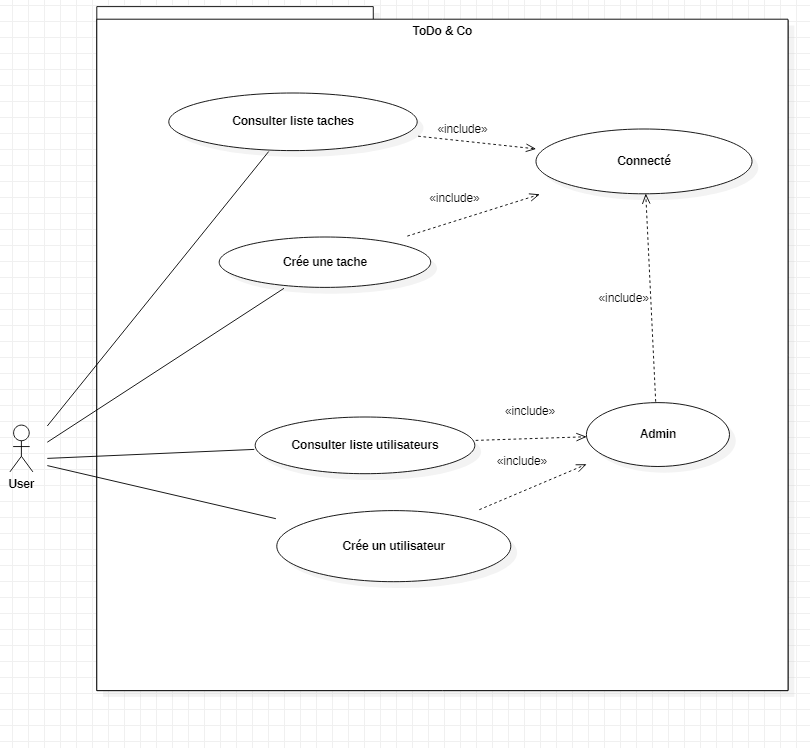 ToDo & Co
Consulter liste taches
«include»
Connecté
«include»
Crée une tache
«include»
User
Consulter liste utilisateurs
«include»
Admin
«include»
Crée un utilisateur